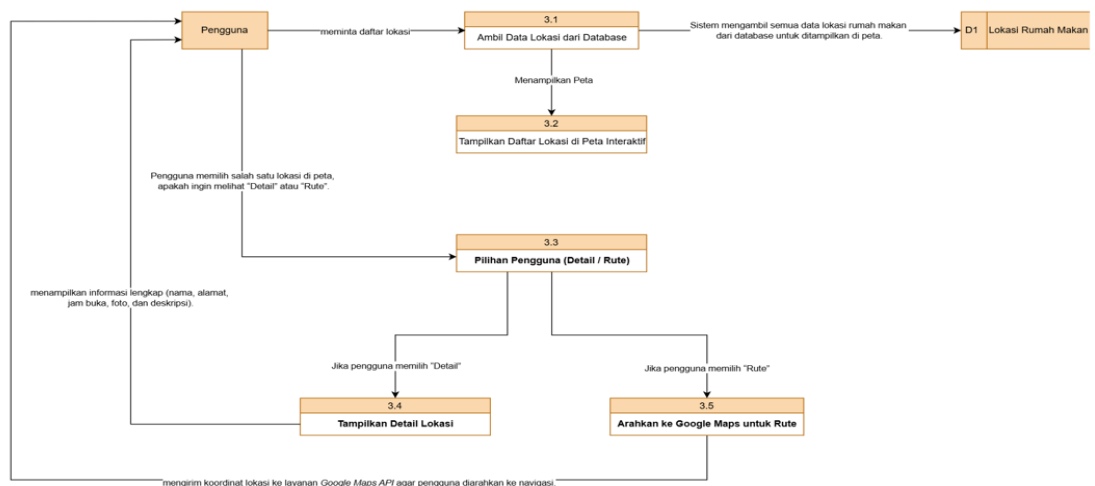 Pengguna
meminta daftar lokasi
3.1
Ambil Data Lokasi dari Database
Sistem mengambil semua data lokasi rumah makan
dari database untuk ditampilkan di peta.
D1
Lokasi Rumah Makan
Menampilkan Peta
3.2
Tampilkan Daftar Lokasi di Peta Interaktif
Pengguna memilih salah satu lokasi di peta,
apakah ingin melihat "Detail" atau "Rute".
3.3
Pilihan Pengguna (Detail / Rute)
menampilkan informasi lengkap (nama, alamat,
jam buka, foto, dan deskripsi).
Jika pengguna memilih "Detail"
Jika pengguna memilih "Rute"
3.4
Tampilkan Detail Lokasi
3.5
Arahkan ke Google Maps untuk Rute
mengirim koordinat lokasi ke layanan Google Maps API agar pengguna diarahkan ke navigasi.